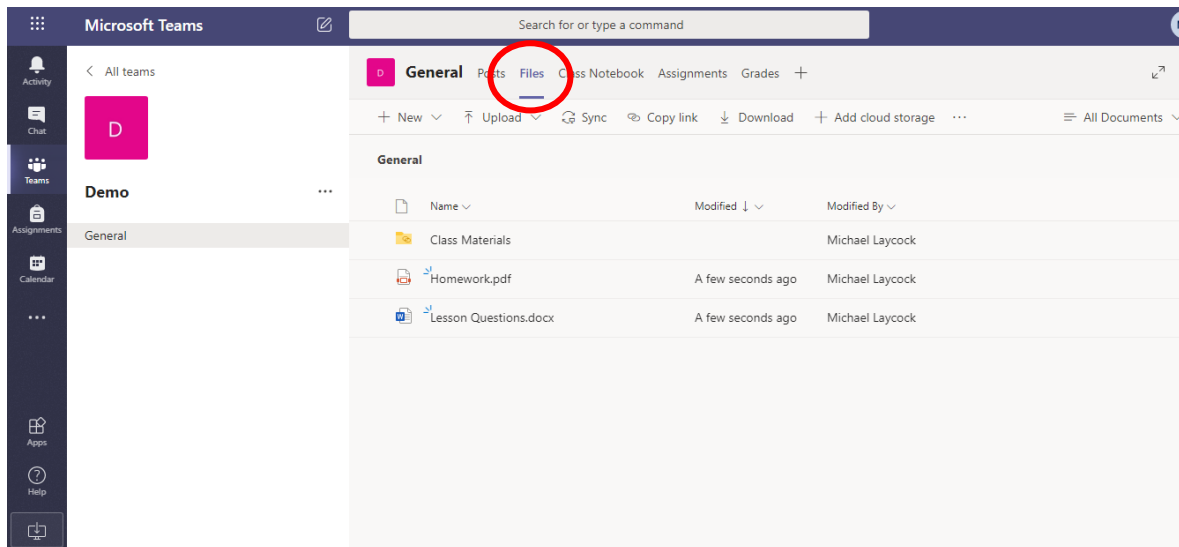 Microsoft Teams
Search for or type a command
Activity
Chat
Teams
Assignments
Calendar
Apps
Help
All teams
D
Demo
General
D General Posts Files Class Notebook Assignments Grades
New Upload Sync Copy link Download Add cloud storage All Documents
General
Name Modified Modified By
Class Materials Michael Laycock
Homework.pdf A few seconds ago Michael Laycock
Lesson Questions.docx A few seconds ago Michael Laycock